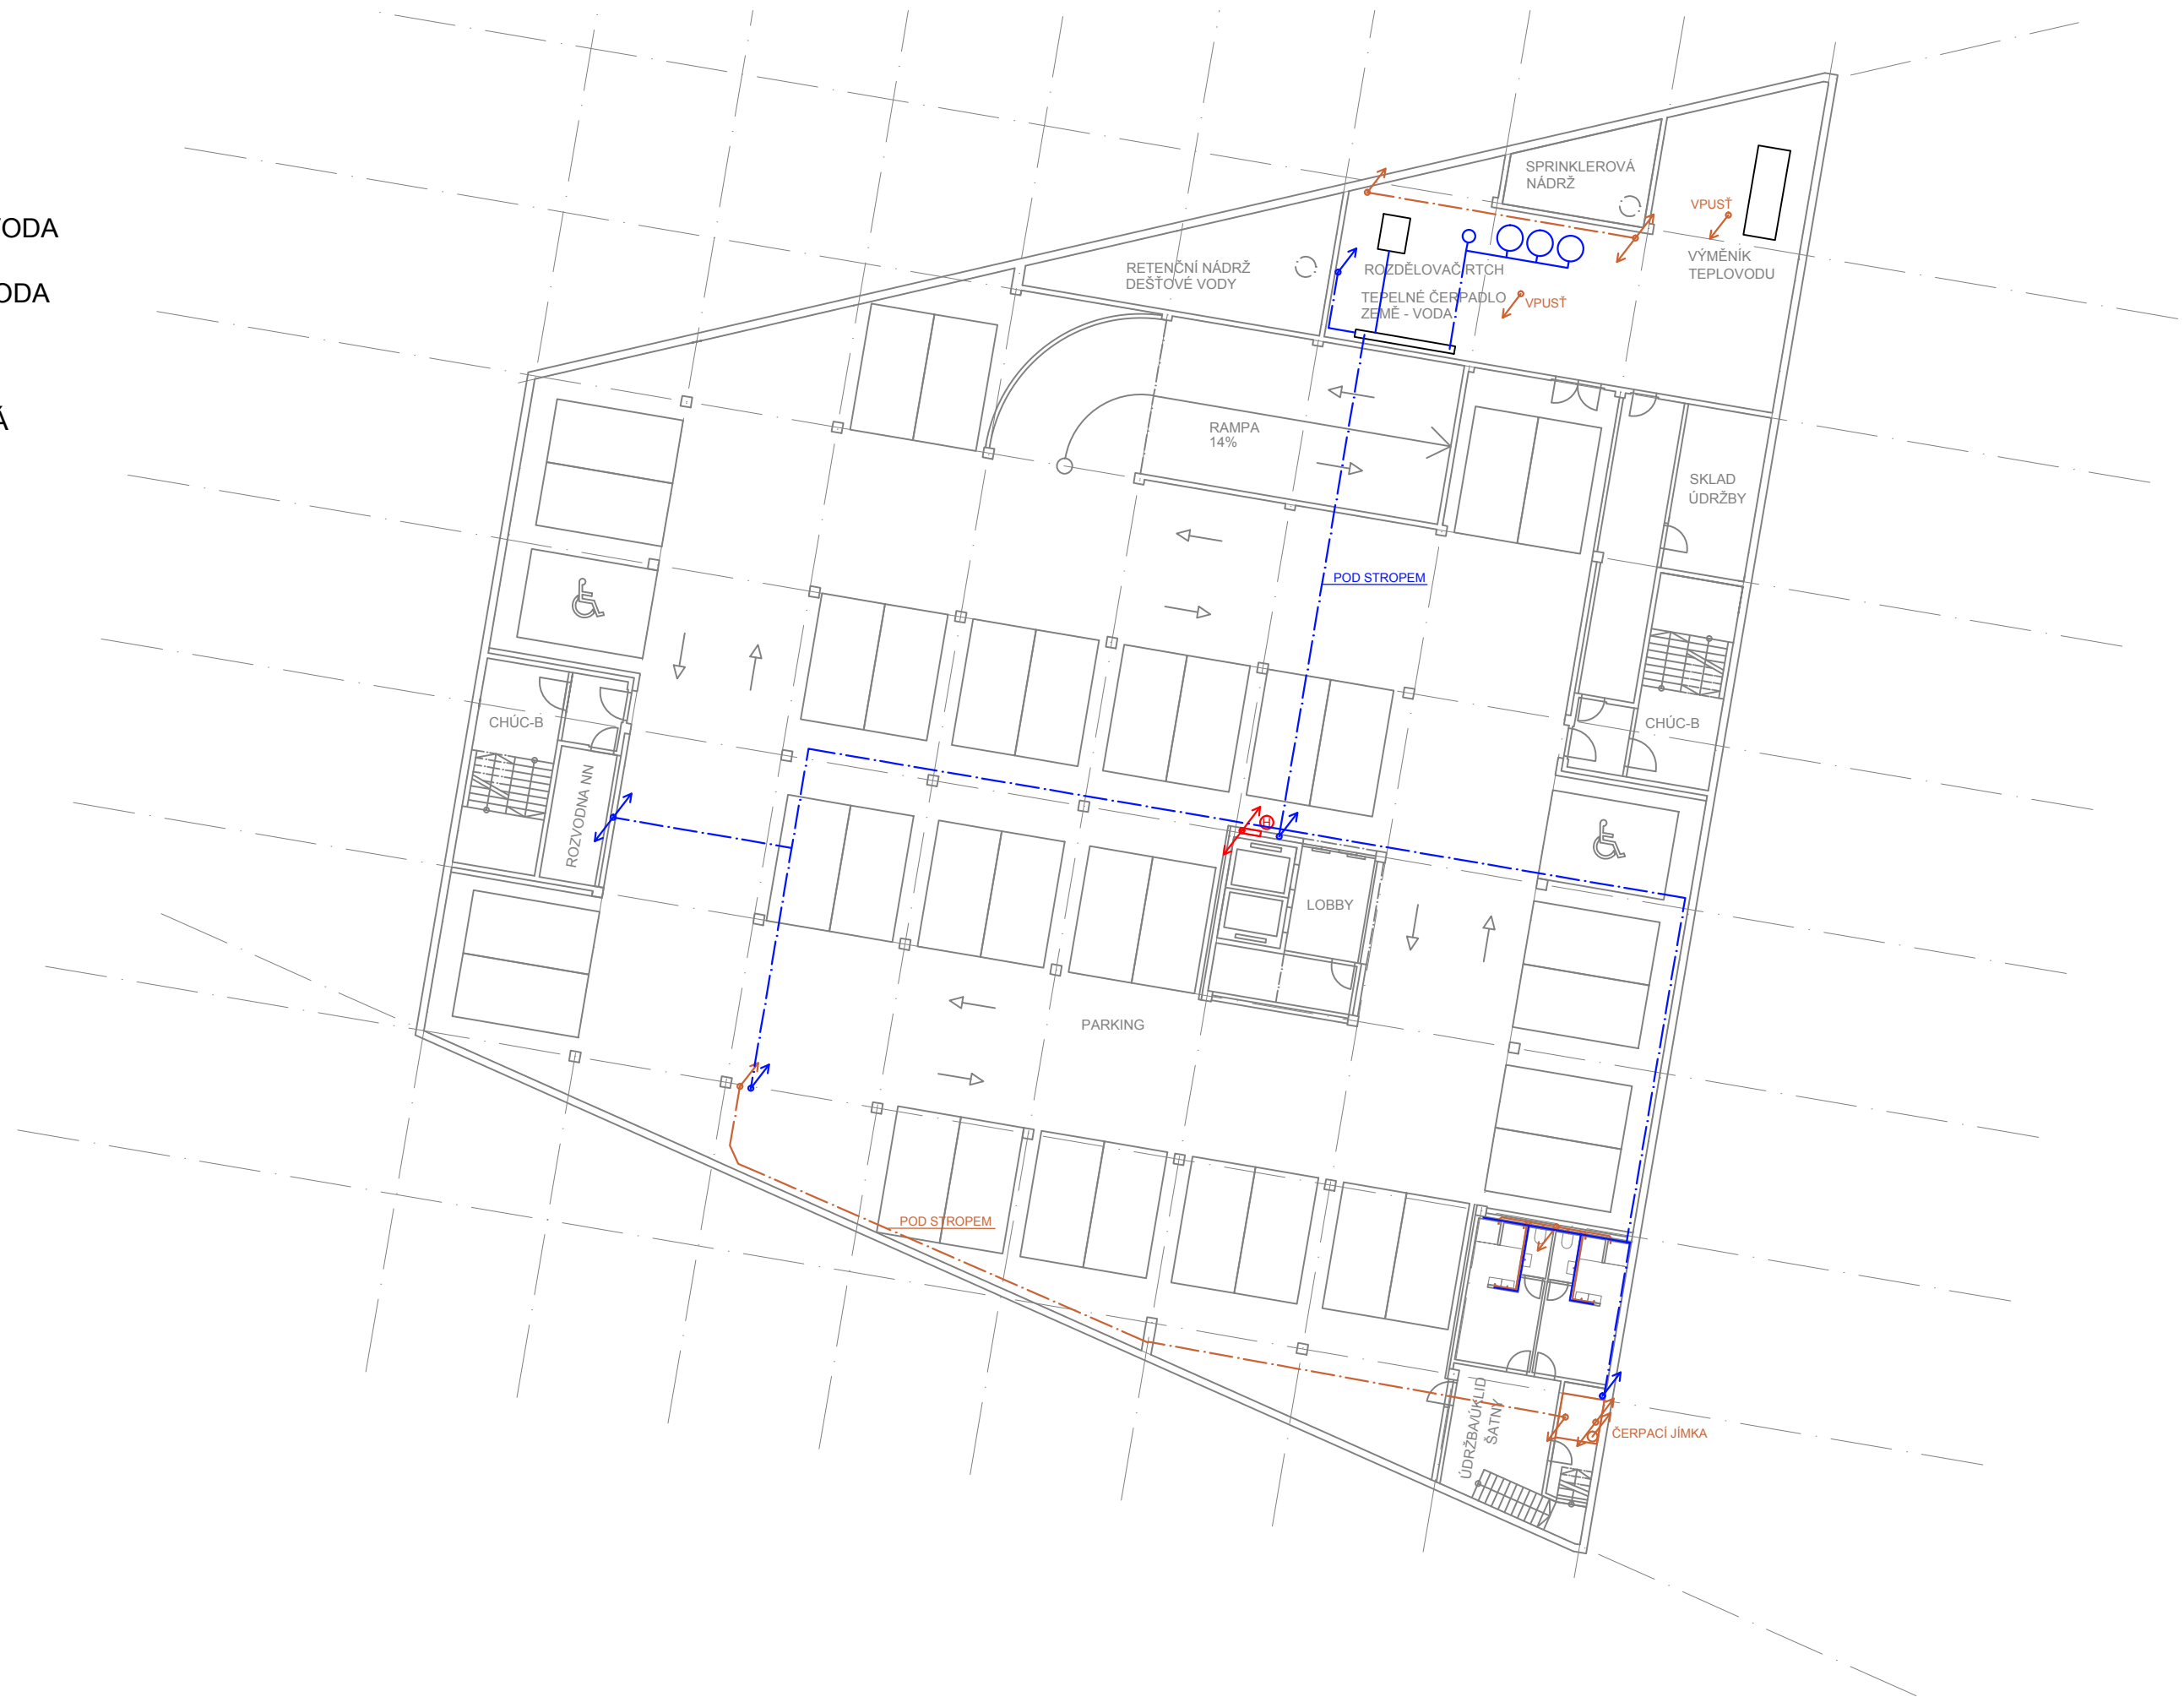 VODA
ODA
Á
SPRINKLEROVÁ
NÁDRŽ
VPUSŤ
VÝMĚNÍK
TEPLOVODU
RETENČNÍ NÁDRŽ
DEŠŤOVÉ VODY
ROZDĚLOVAČ RTCH
TEPELNÉ ČERPADLO
ZEMĚ - VODA
VPUSŤ
RAMPA
14%
SKLAD
ÚDRŽBY
POD STROPEM
CHÚC-B
CHÚC-B
ROZVODNA NN
H
LOBBY
PARKING
POD STROPEM
ÚDRŽBA/ÚKLID
ŠATNY
ČERPACÍ JÍMKA